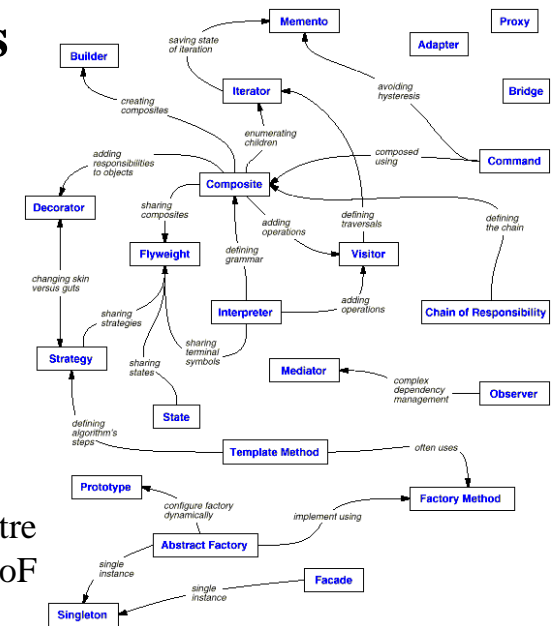 s
Memento
Proxy
saving state
of iteration
Adapter
Builder
Iterator
Bridge
avoiding
hysteresis
creating
composites
enumerating
children
adding
responsibilities
to objects
composed
using
Command
Composite
Decorator
sharing
composites
adding
operations
defining
traversals
defining
the chain
Flyweight
defining
grammar
Visitor
changing skin
versus guts
sharing
strategies
Interpreter
adding
operations
Chain of Responsibility
Strategy
sharing
terminal
symbols
sharing
states
Mediator
complex
dependency
management
Observer
State
defining
algorithm's
steps
Template Method
often uses
Prototype
configure factory
dynamically
implement using
Factory Method
tre
Abstract Factory
oF
single
instance
single
instance
Facade
Singleton